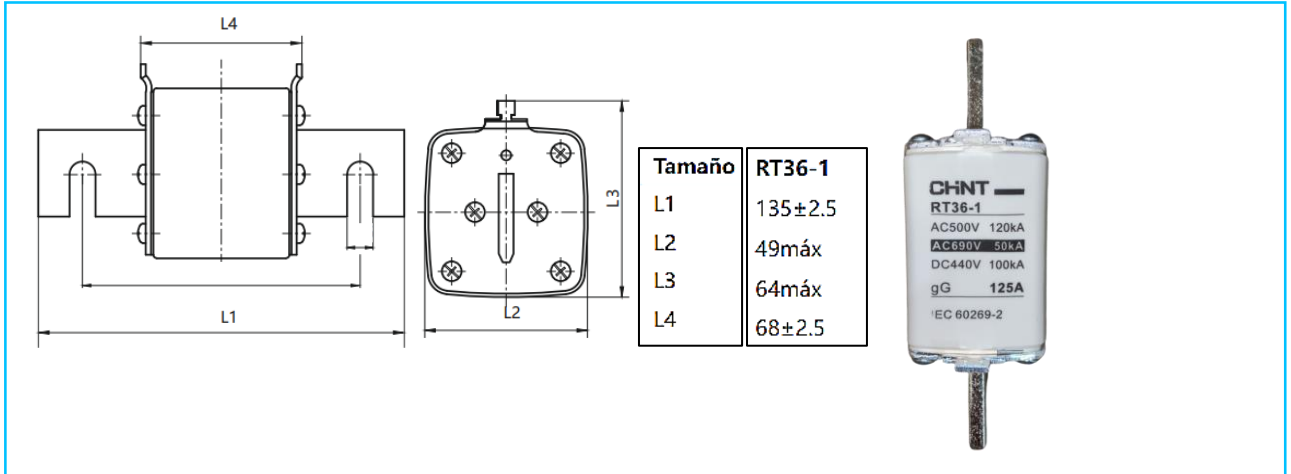 L4
L3
L2
L1
Tamaño RT36-1
L1 135±2.5
L2 49máx
L3 64máx
L4 68±2.5
CHNT
RT36-1
AC500V 120kA
AC690V 50kA
DC440V 100kA
gG 125A
IEC 60269-2